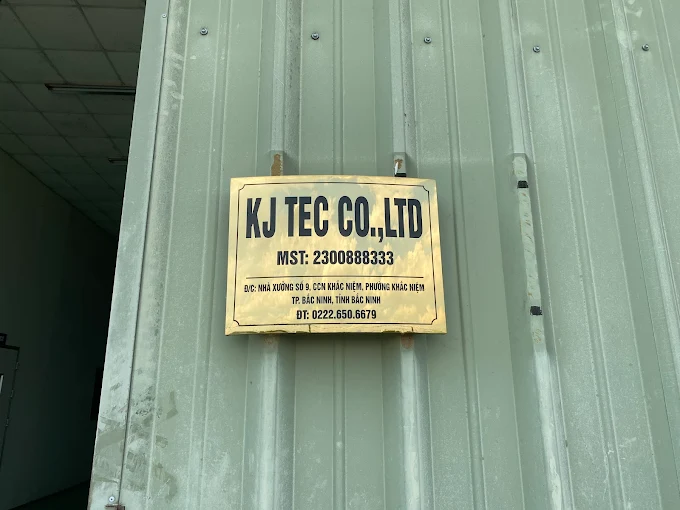 KJ TEC CO.,LTD
MST: 2300888333
Đ/C: NHÀ XƯỞNG SỐ 9, CCN KHẮC NIỆM, PHƯỜNG KHẮC NIỆM
TP. BẮC NINH, TỈNH BẮC NINH
ĐT: 0222.650.6679